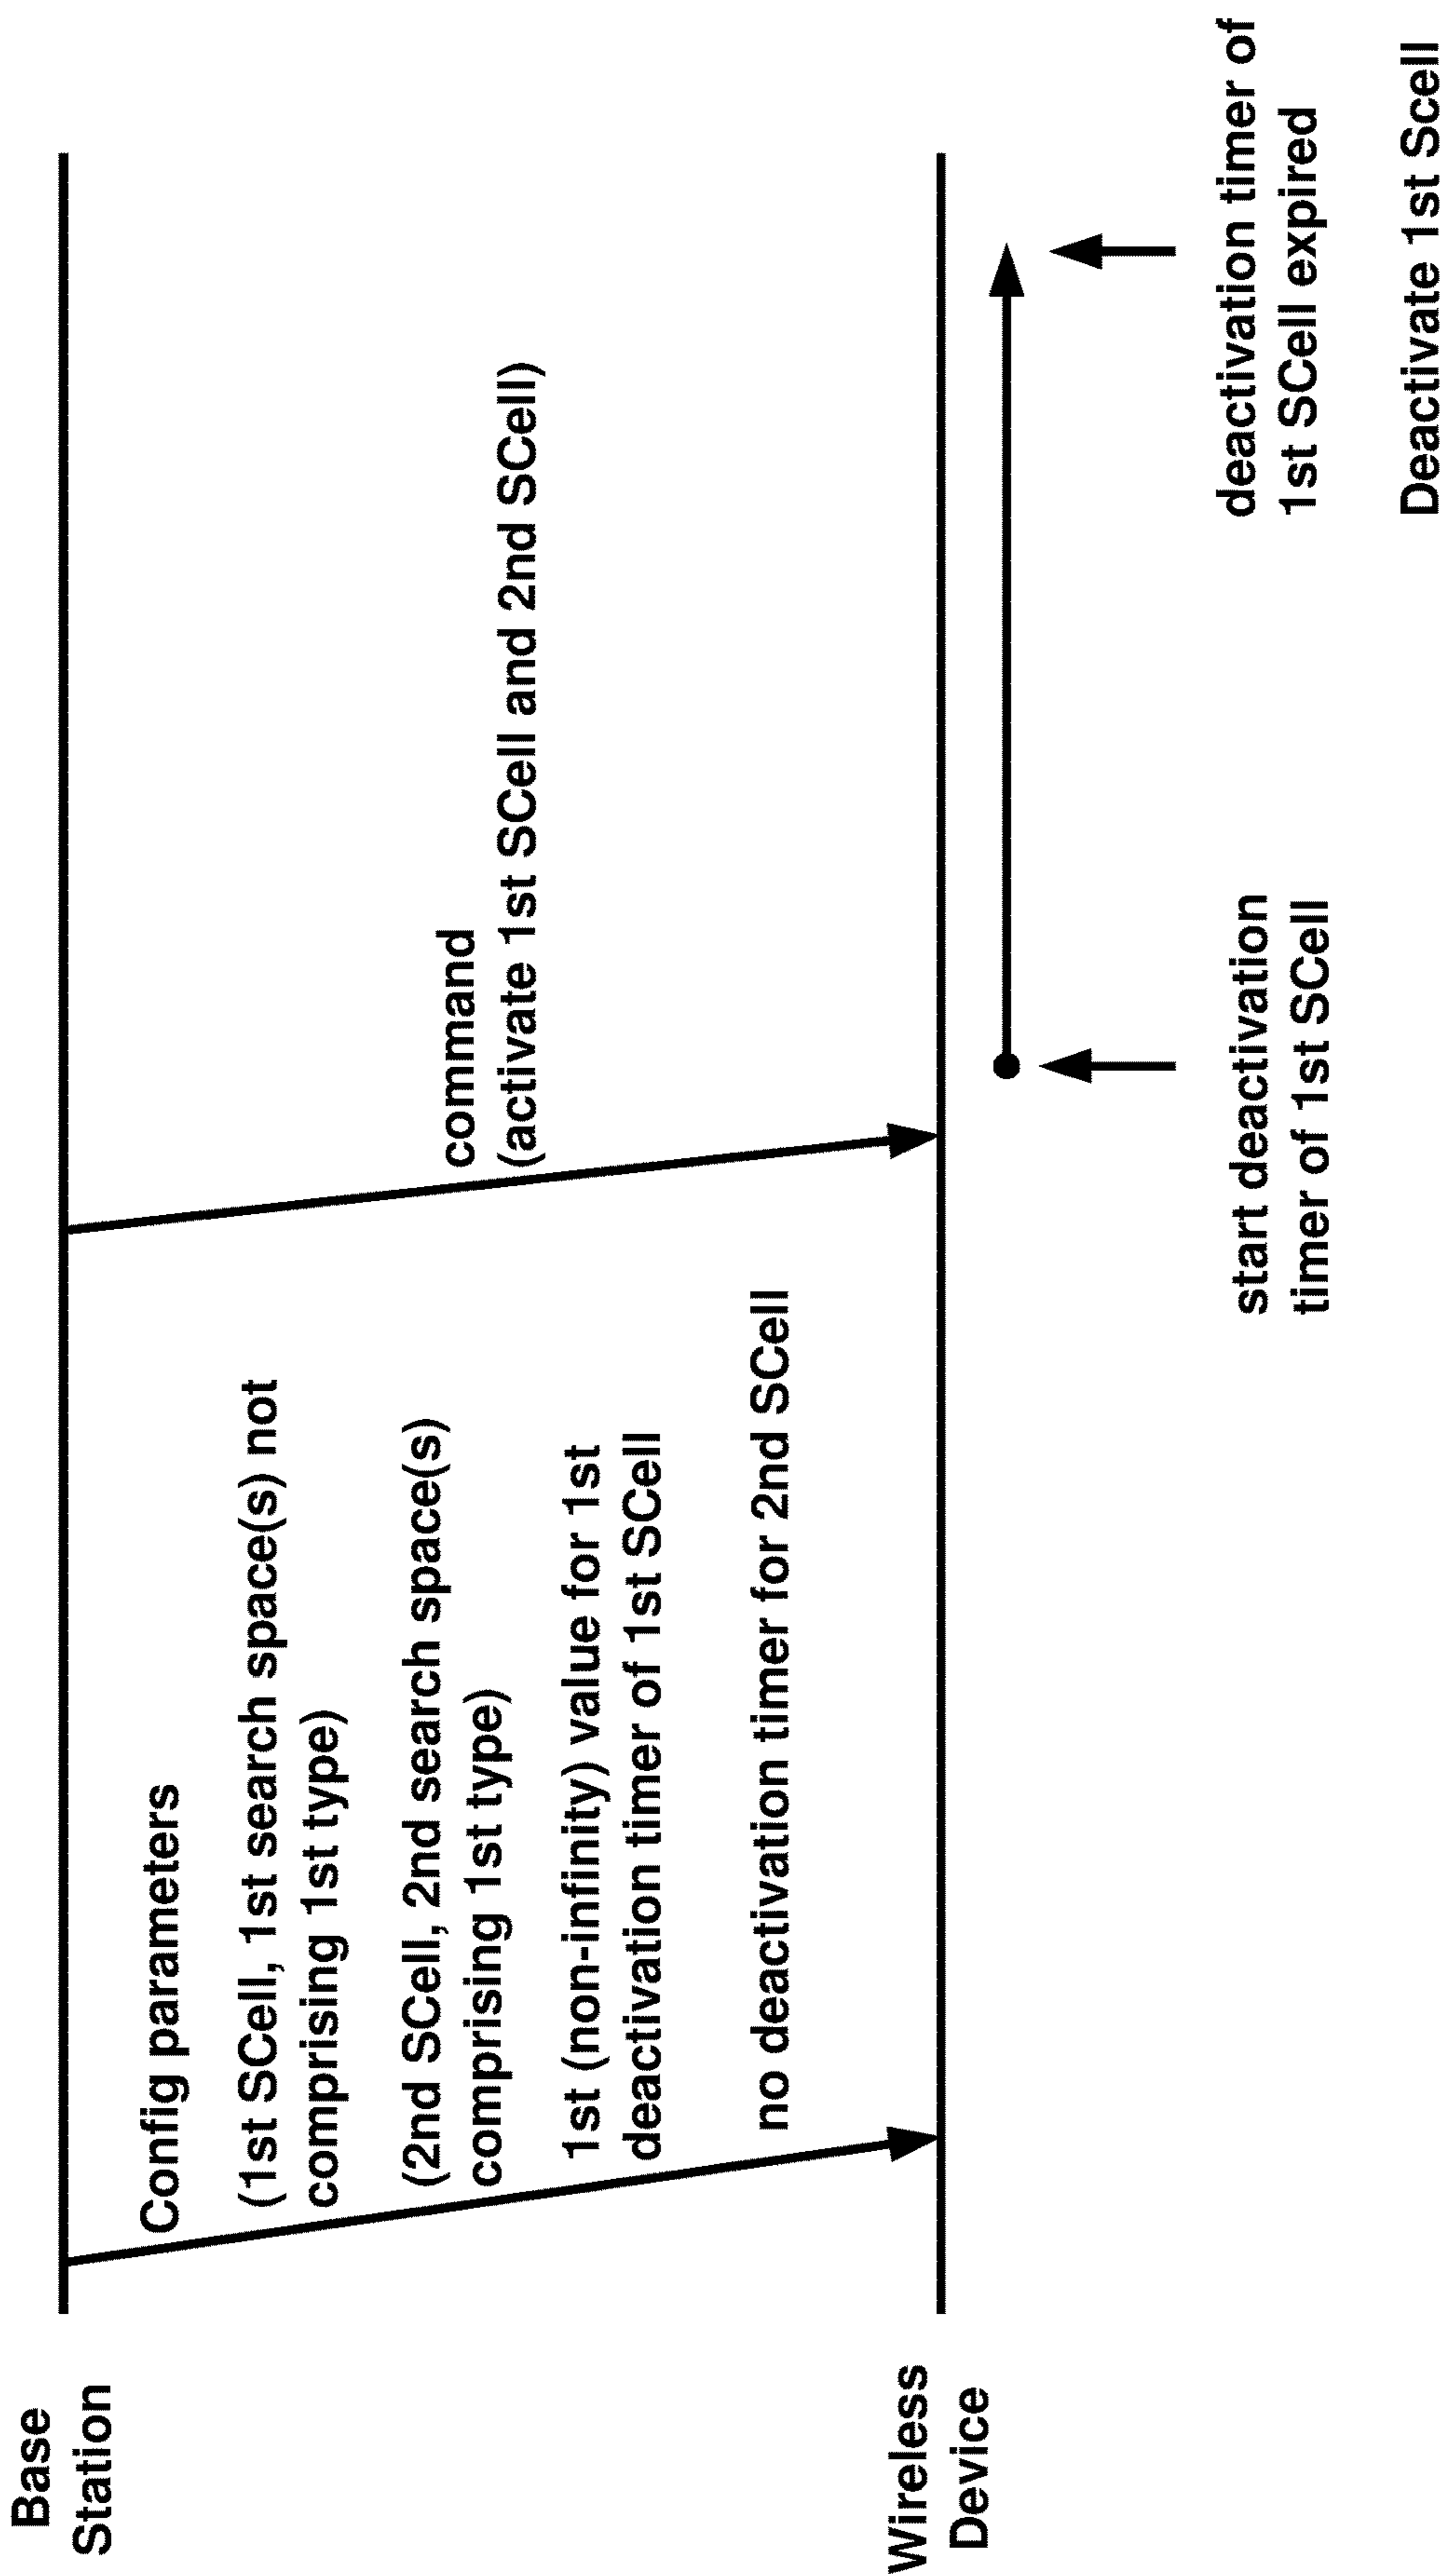 Base
Station
Config parameters
(1st SCell, 1st search space(s) not
comprising 1st type)
(2nd SCell, 2nd search space(s)
comprising 1st type)
1st (non-infinity) value for 1st
deactivation timer of 1st SCell
no deactivation timer for 2nd SCell
command
(activate 1st SCell and 2nd SCell)
Wireless
Device
start deactivation
timer of 1st SCell
deactivation timer of
1st SCell expired
Deactivate 1st Scell